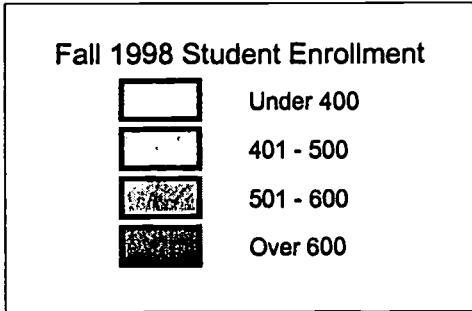 Fall 1998 Student Enrollment
Under 400
401 - 500
501 - 600
Over 600